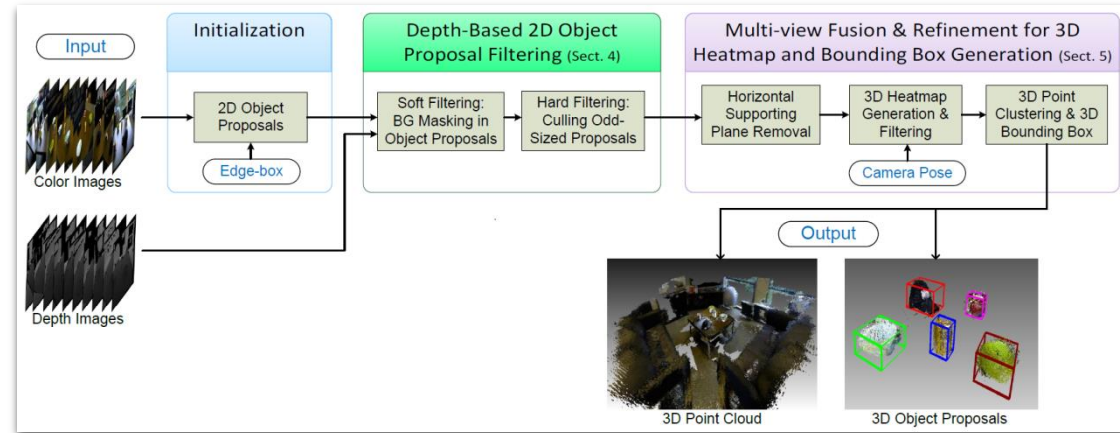 Input
Initialization
Depth-Based 2D Object
Proposal Filtering (Sect. 4)
Multi-view Fusion & Refinement for 3D
Heatmap and Bounding Box Generation (Sect. 5)
2D Object
Proposals
Edge-box
Soft Filtering:
BG Masking in
Object Proposals
Hard Filtering:
Culling Odd-
Sized Proposals
Horizontal
Supporting
Plane Removal
3D Heatmap
Generation &
Filtering
Camera Pose
3D Point
Clustering & 3D
Bounding Box
Color Images
Depth Images
Output
3D Point Cloud
3D Object Proposals